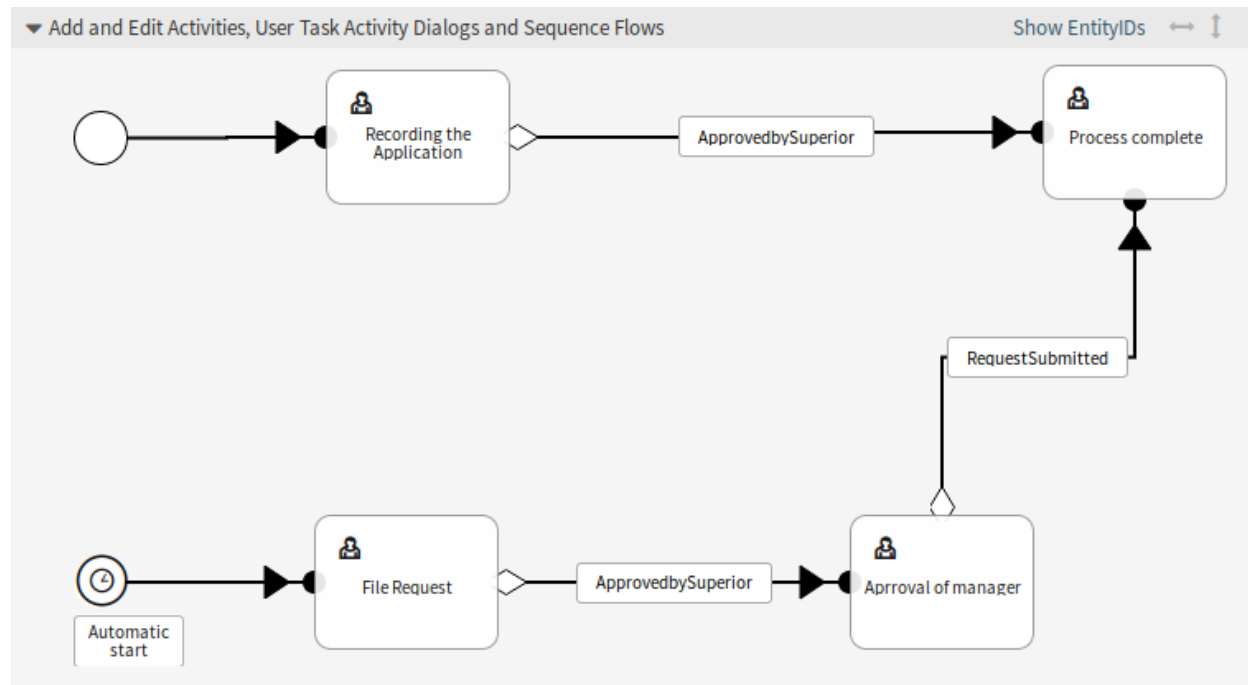 Add and Edit Activities, User Task Activity Dialogs and Sequence Flows
Show EntityIDs
Recording the
Application
ApprovedbySuperior
Process complete
RequestSubmitted
File Request
ApprovedbySuperior
Aprroval of manager
Automatic
start